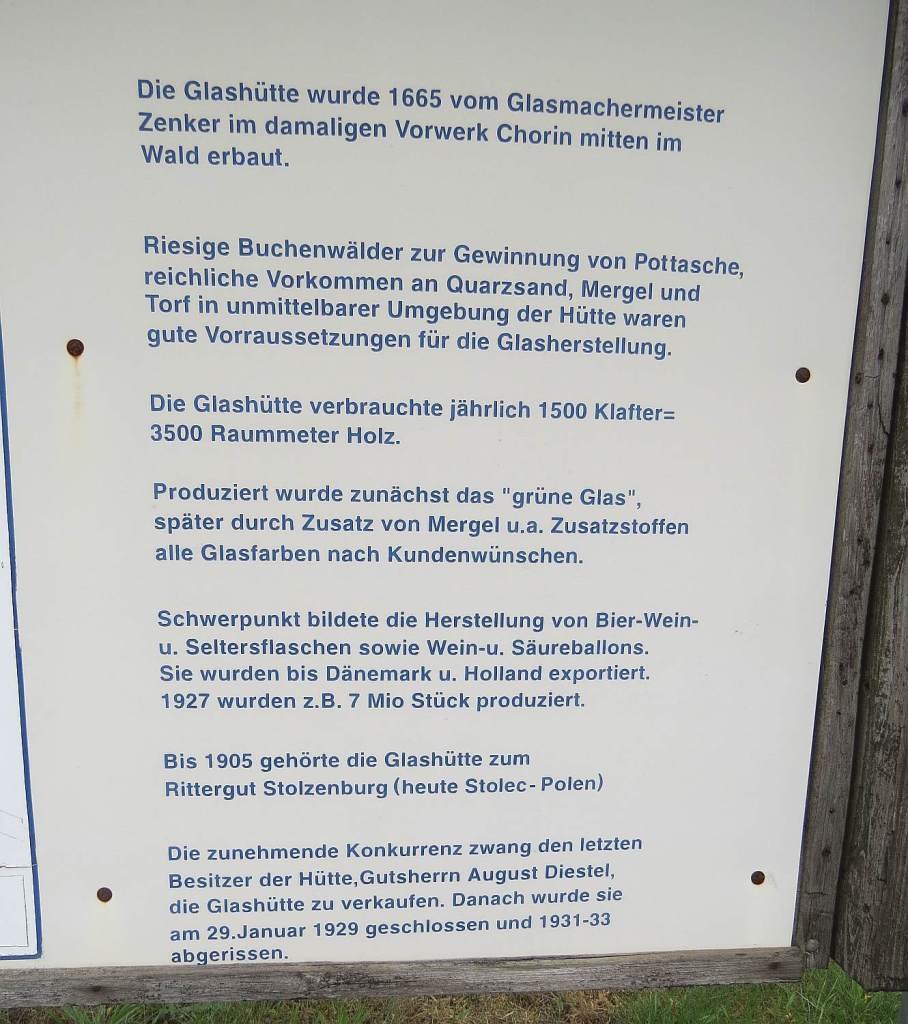 Die Glashütte wurde 1665 vom Glasmachermeister
Zenker im damaligen Vorwerk Chorin mitten im
Wald erbaut.
Riesige Buchenwälder zur Gewinnung von Pottasche,
reichliche Vorkommen an Quarzsand, Mergel und
Torf in unmittelbarer Umgebung der Hütte waren
gute Vorraussetzungen für die Glasherstellung.
Die Glashütte verbrauchte jährlich 1500 Klafter=
3500 Raummeter Holz.
Produziert wurde zunächst das "grüne Glas",
später durch Zusatz von Mergel u.a. Zusatzstoffen
alle Glasfarben nach Kundenwünschen.
Schwerpunkt bildete die Herstellung von Bier-Wein-
u. Seltersflaschen sowie Wein-u. Säureballons.
Sie wurden bis Dänemark u. Holland exportiert.
1927 wurden z.B. 7 Mio Stück produziert.
Bis 1905 gehörte die Glashütte zum
Rittergut Stolzenburg (heute Stolec-Polen)
Die zunehmende Konkurrenz zwang den letzten
Besitzer der Hütte,Gutsherrn August Diestel,
die Glashütte zu verkaufen. Danach wurde sie
am 29.Januar 1929 geschlossen und 1931-33
abgerissen.